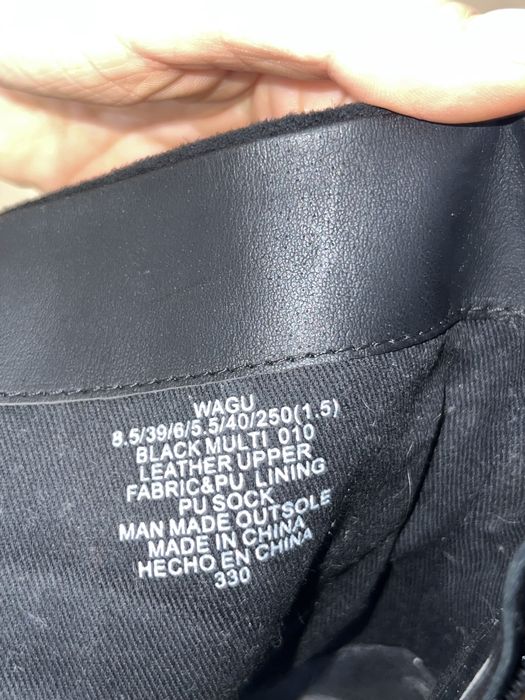 WAGU
8.5/39/6/5.5/40/250(1.5)
BLACK MULTI 010
LEATHER UPPER
FABRIC&PU LINING
PU SOCK
MAN MADE OUTSOLE
MADE IN CHINA
HECHO EN CHINA
330